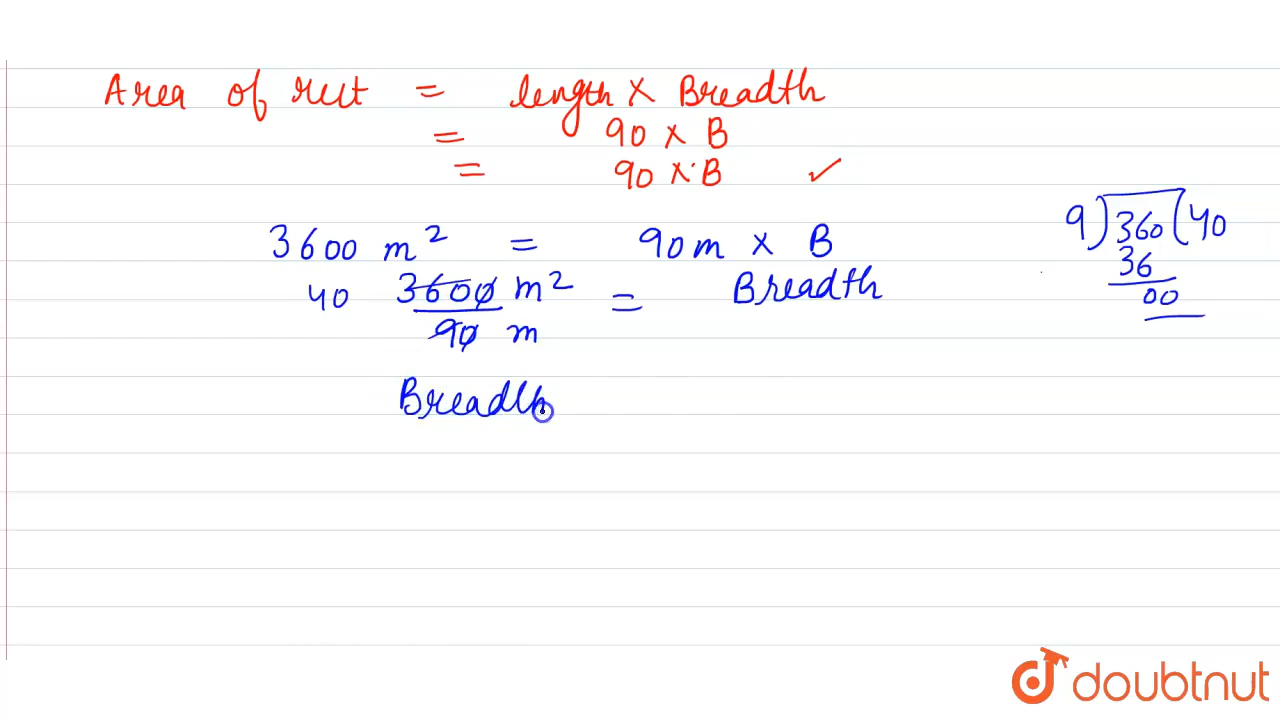 Area of rect = length × Breadth
= 90 × B
= 90 × B ✓
3600 m² = 90m × B
40 3600 m² / 90 m = Breadth
Breadth
9)360(40
36
00
doubtnut